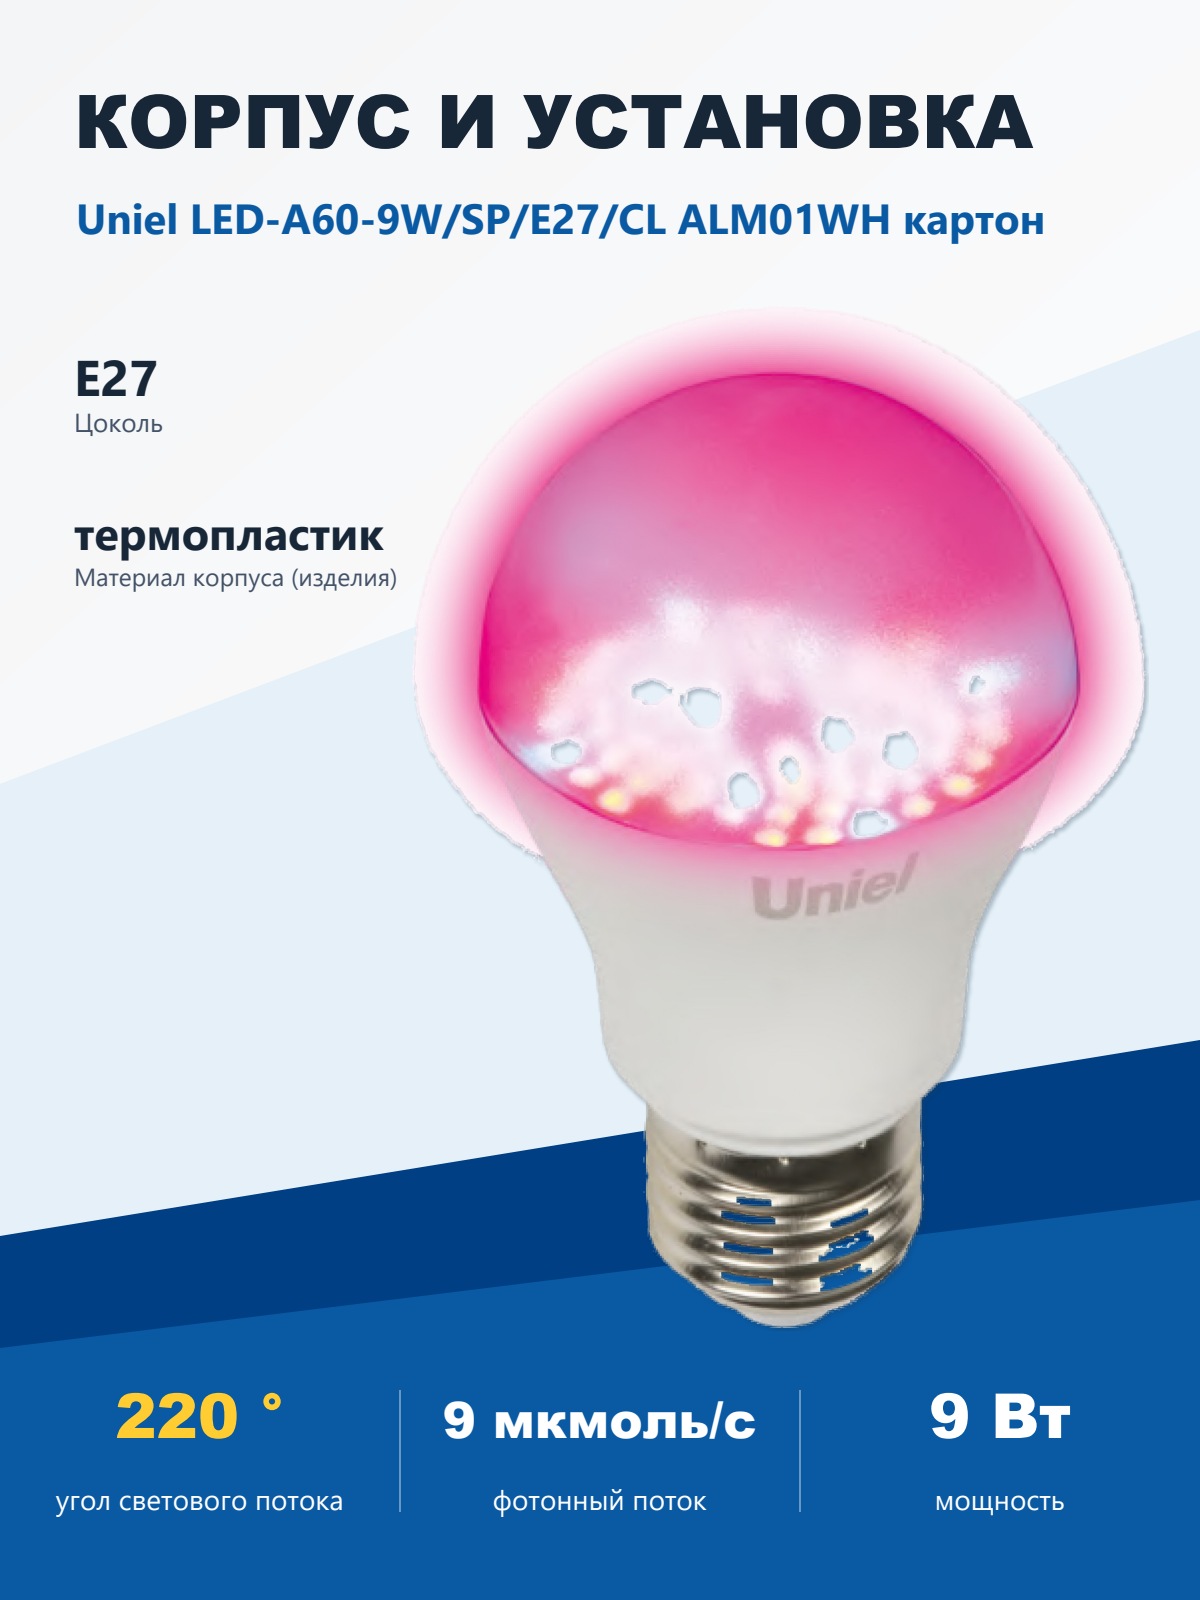 КОРПУС И УСТАНОВКА
Uniel LED-A60-9W/SP/E27/CL ALM01WH картон
E27
Цоколь
термопластик
Материал корпуса (изделия)
Uniel
220 °
угол светового потока
9 мкмоль/с
фотонный поток
9 Вт
мощность